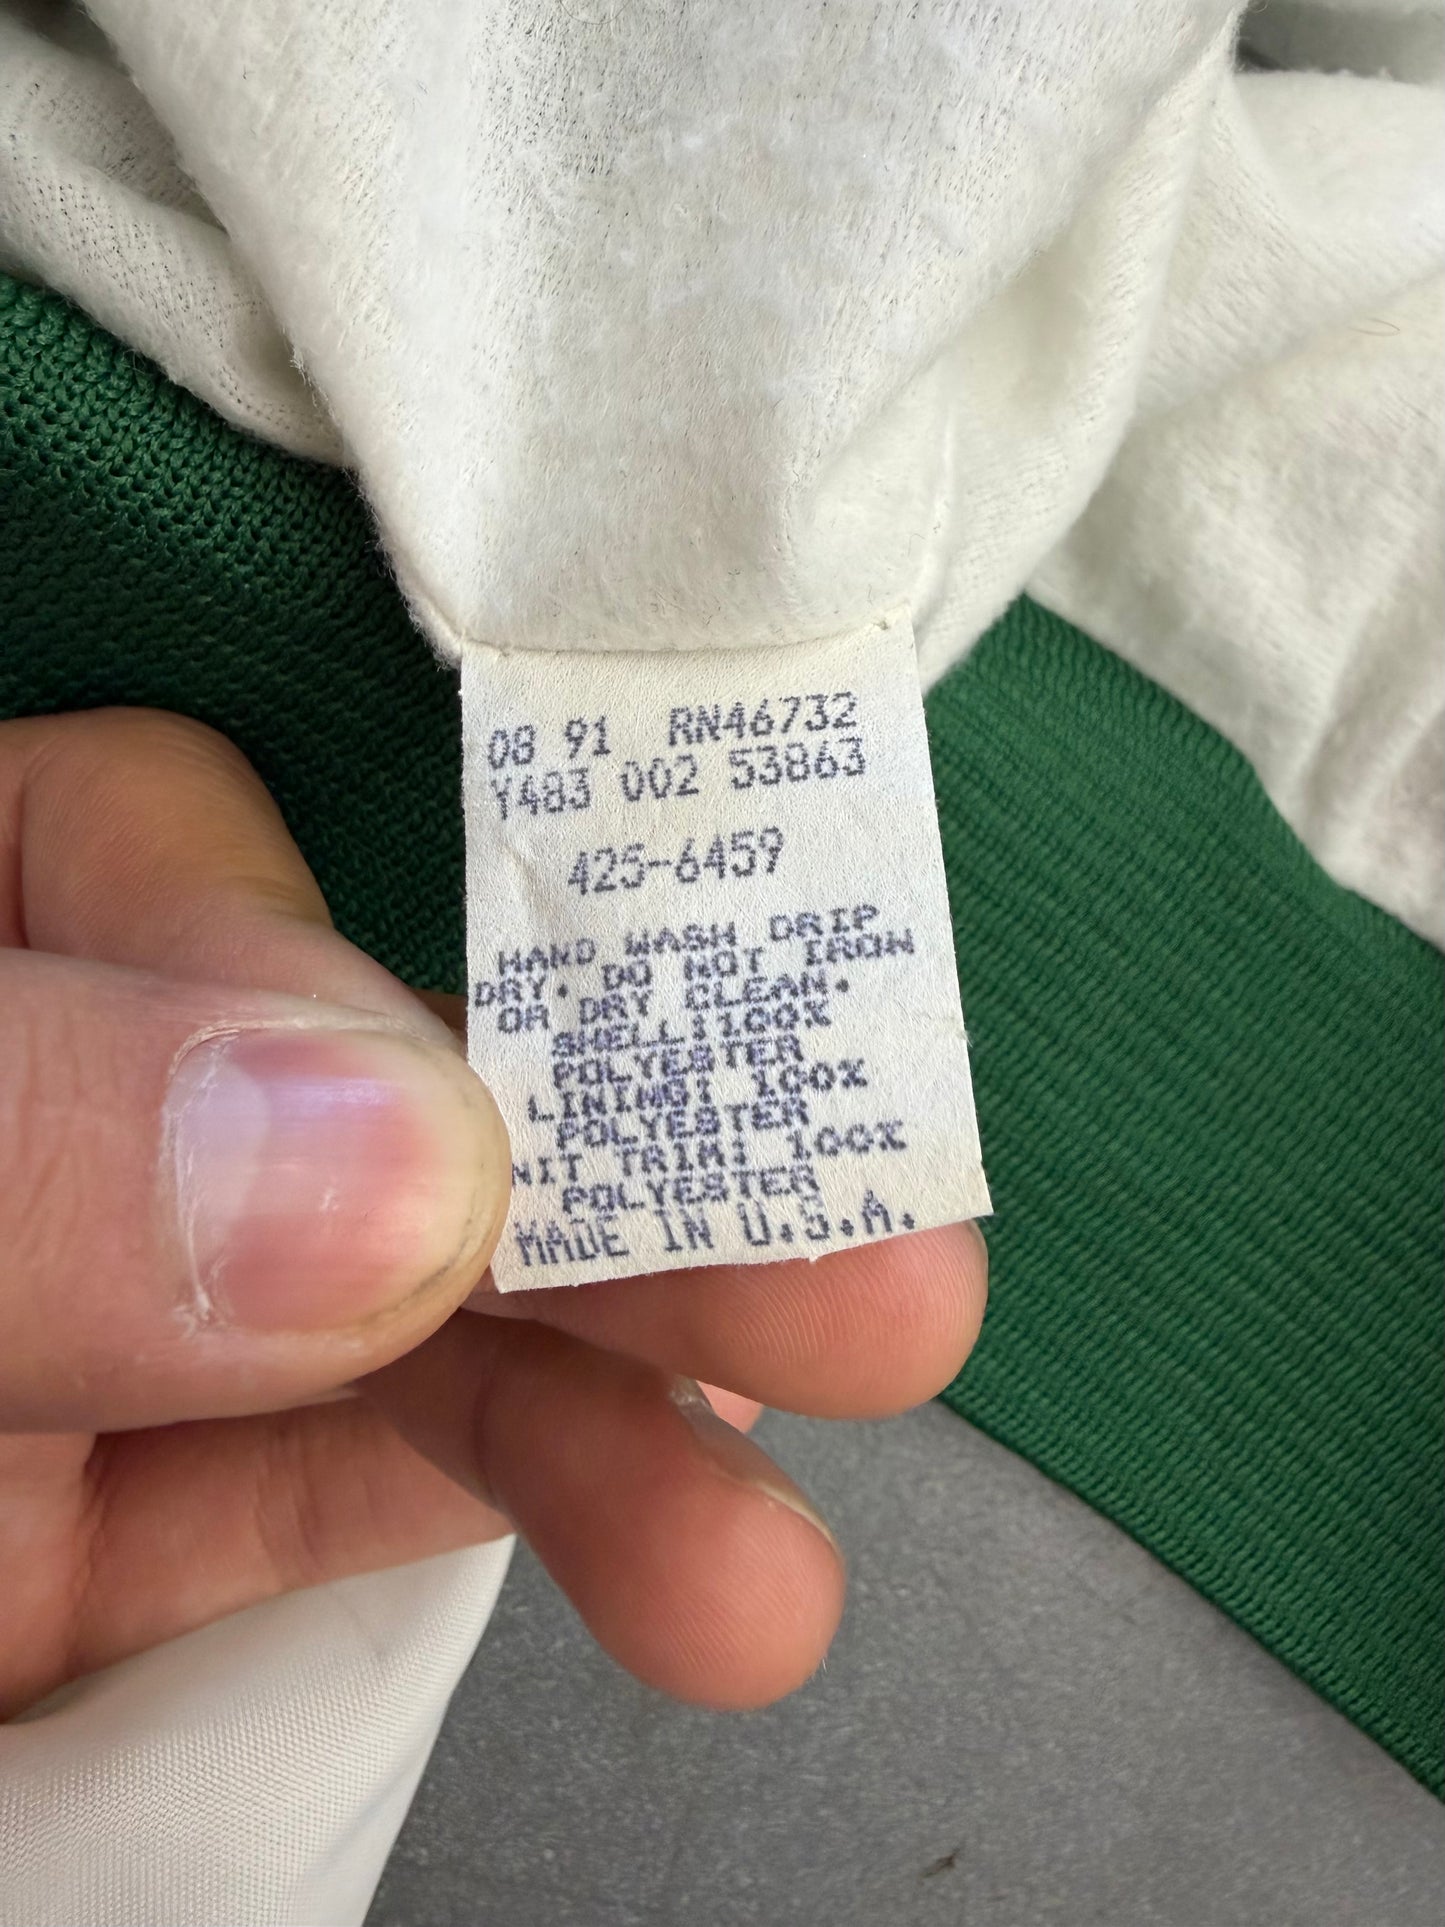 08 91 RN46732
Y483 002 53863
425-6459
HAND WASH DRIP
DRY. DO NOT IRON
OR DRY CLEAN.
SHELL:100%
POLYESTER
LINING: 100%
POLYESTER
NIT TRIM: 100%
POLYESTER
MADE IN U.S.A.